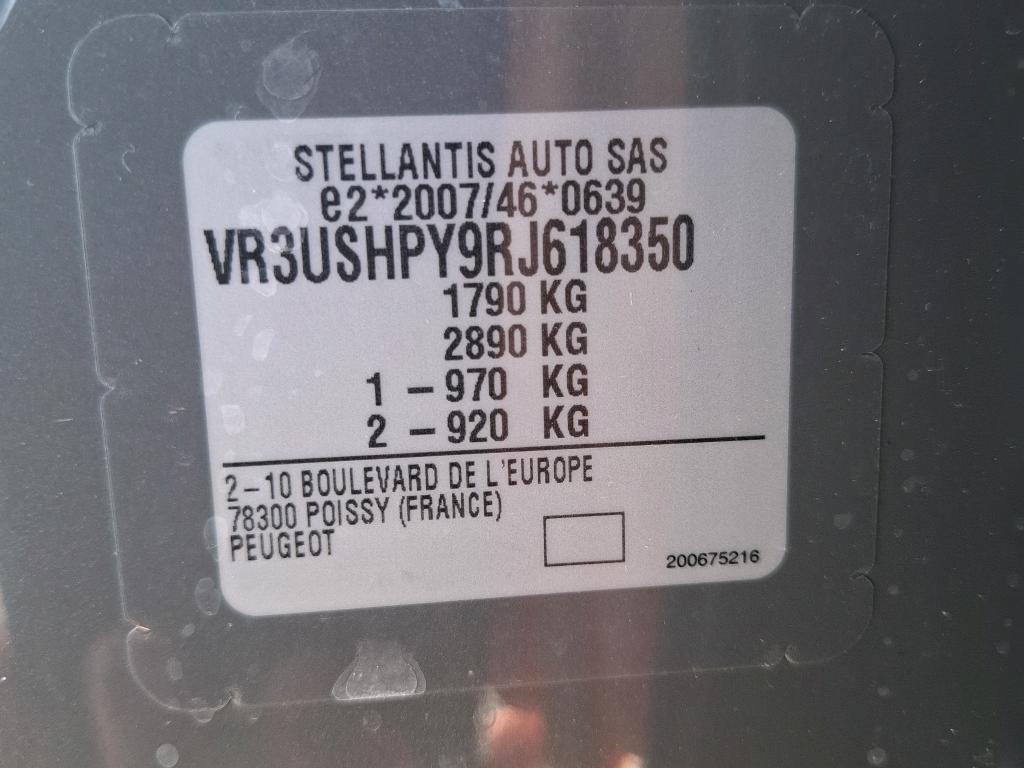 STELLANTIS AUTO SAS
e2*2007/46*0639
VR3USHPY9RJ618350
1790 KG
2890 KG
1 – 970 KG
2 – 920 KG
2–10 BOULEVARD DE L'EUROPE
78300 POISSY (FRANCE)
PEUGEOT
200675216